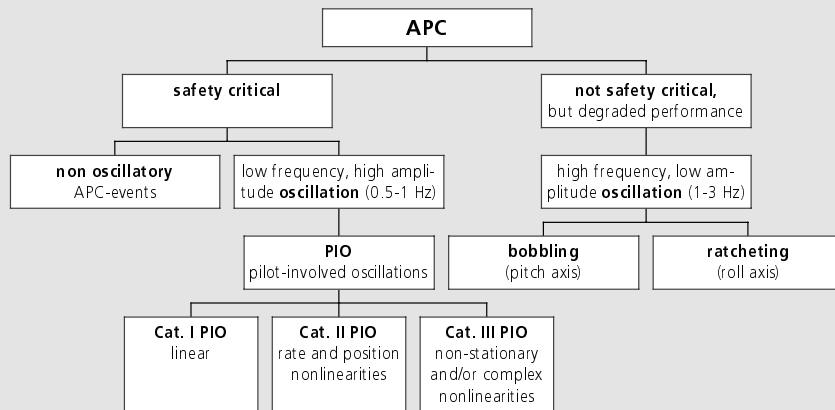 APC
safety critical
not safety critical,
but degraded performance
non oscillatory
APC-events
low frequency, high ampli-
tude oscillation (0.5-1 Hz)
high frequency, low am-
plitude oscillation (1-3 Hz)
PIO
pilot-involved oscillations
bobbling
(pitch axis)
ratcheting
(roll axis)
Cat. I PIO
linear
Cat. II PIO
rate and position
nonlinearities
Cat. III PIO
non-stationary
and/or complex
nonlinearities